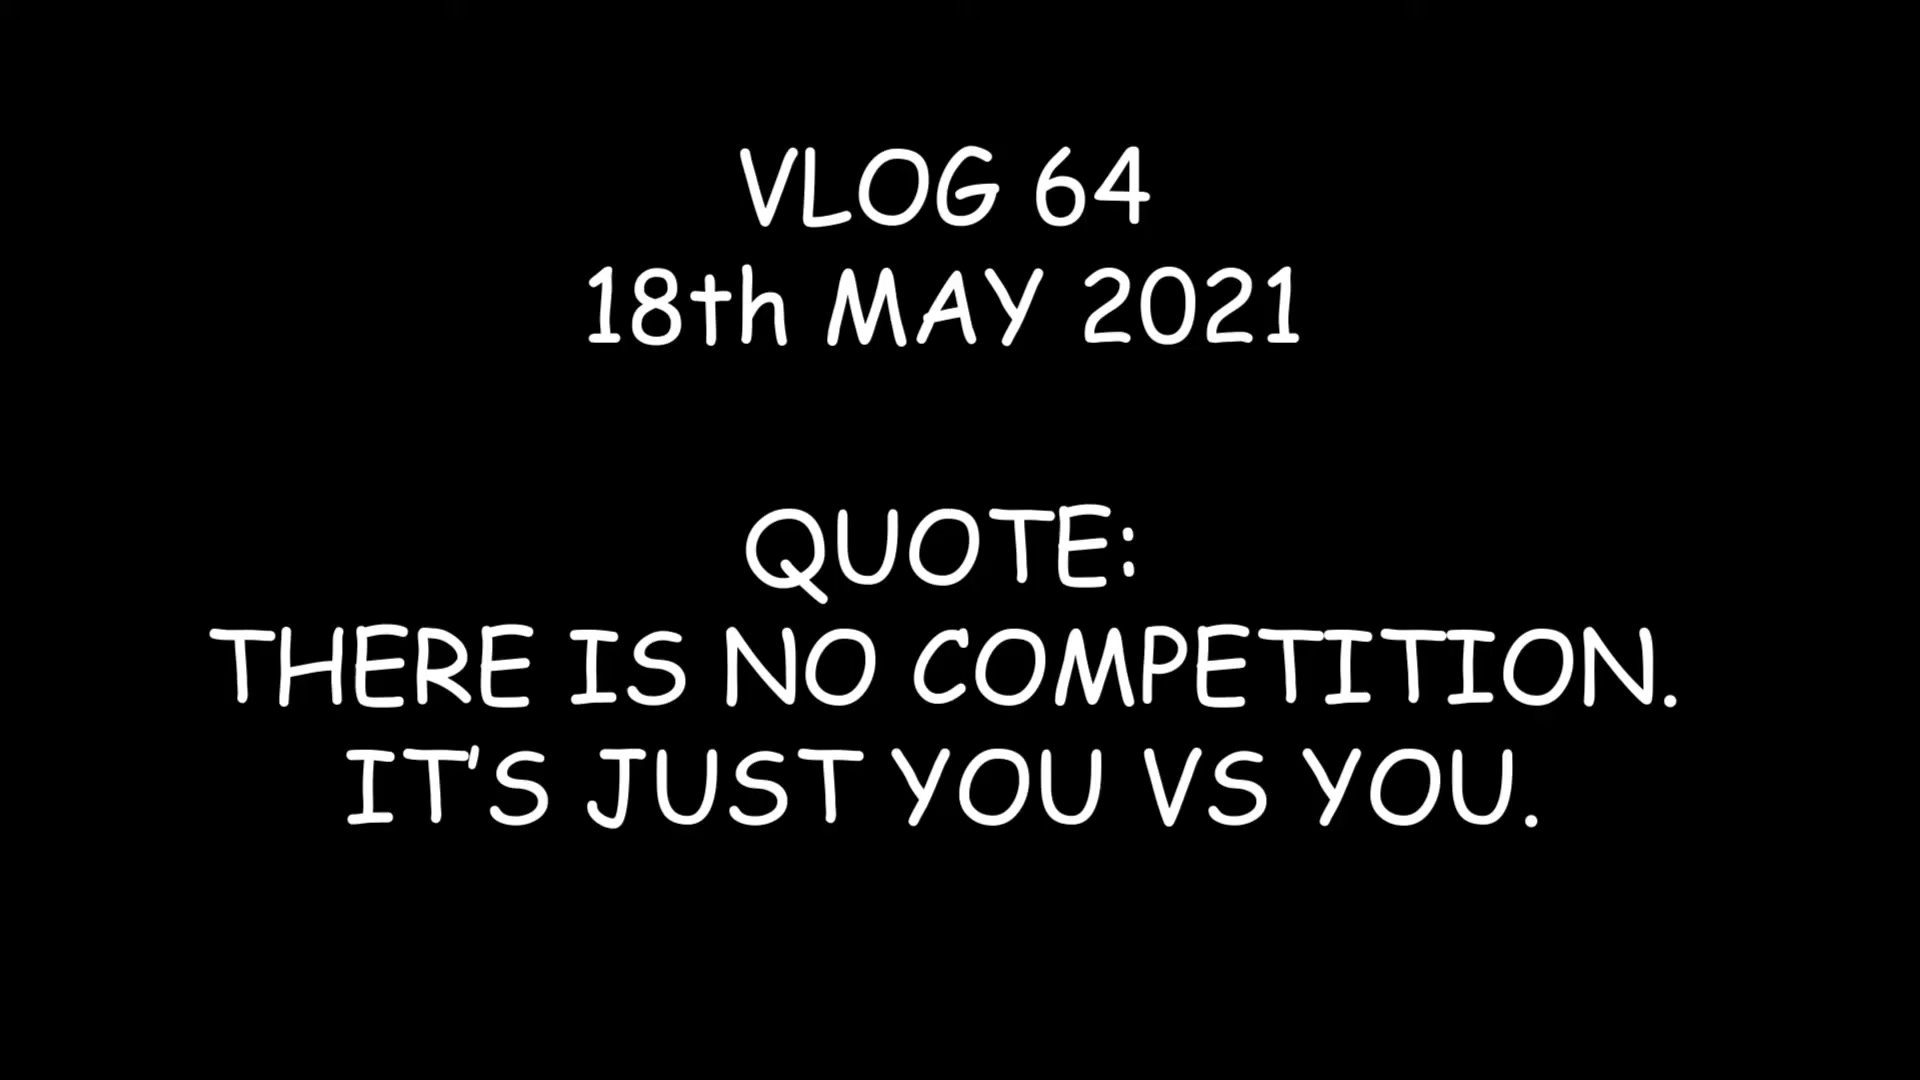 VLOG 64
18th MAY 2021
QUOTE:
THERE IS NO COMPETITION.
IT'S JUST YOU VS YOU.